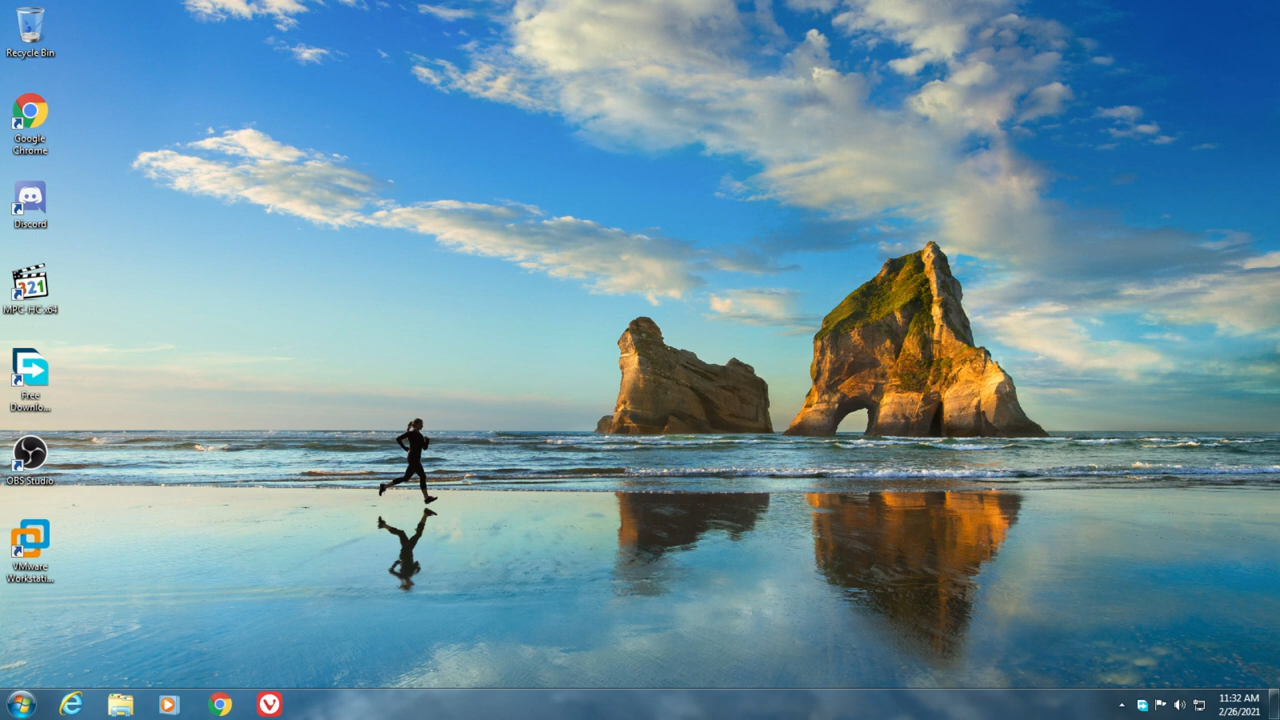 Recycle Bin
Google
Chrome
Discord
321
MPC-HC x64
Free
Downlo...
OBS Studio
VMware
Workstati...
11:32 AM
2/26/2021